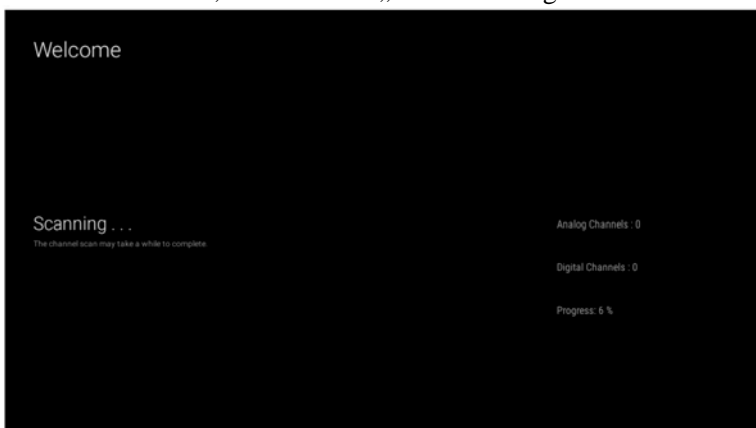 Welcome
Scanning . . .
The channel scan may take a while to complete.
Analog Channels : 0
Digital Channels : 0
Progress: 6 %